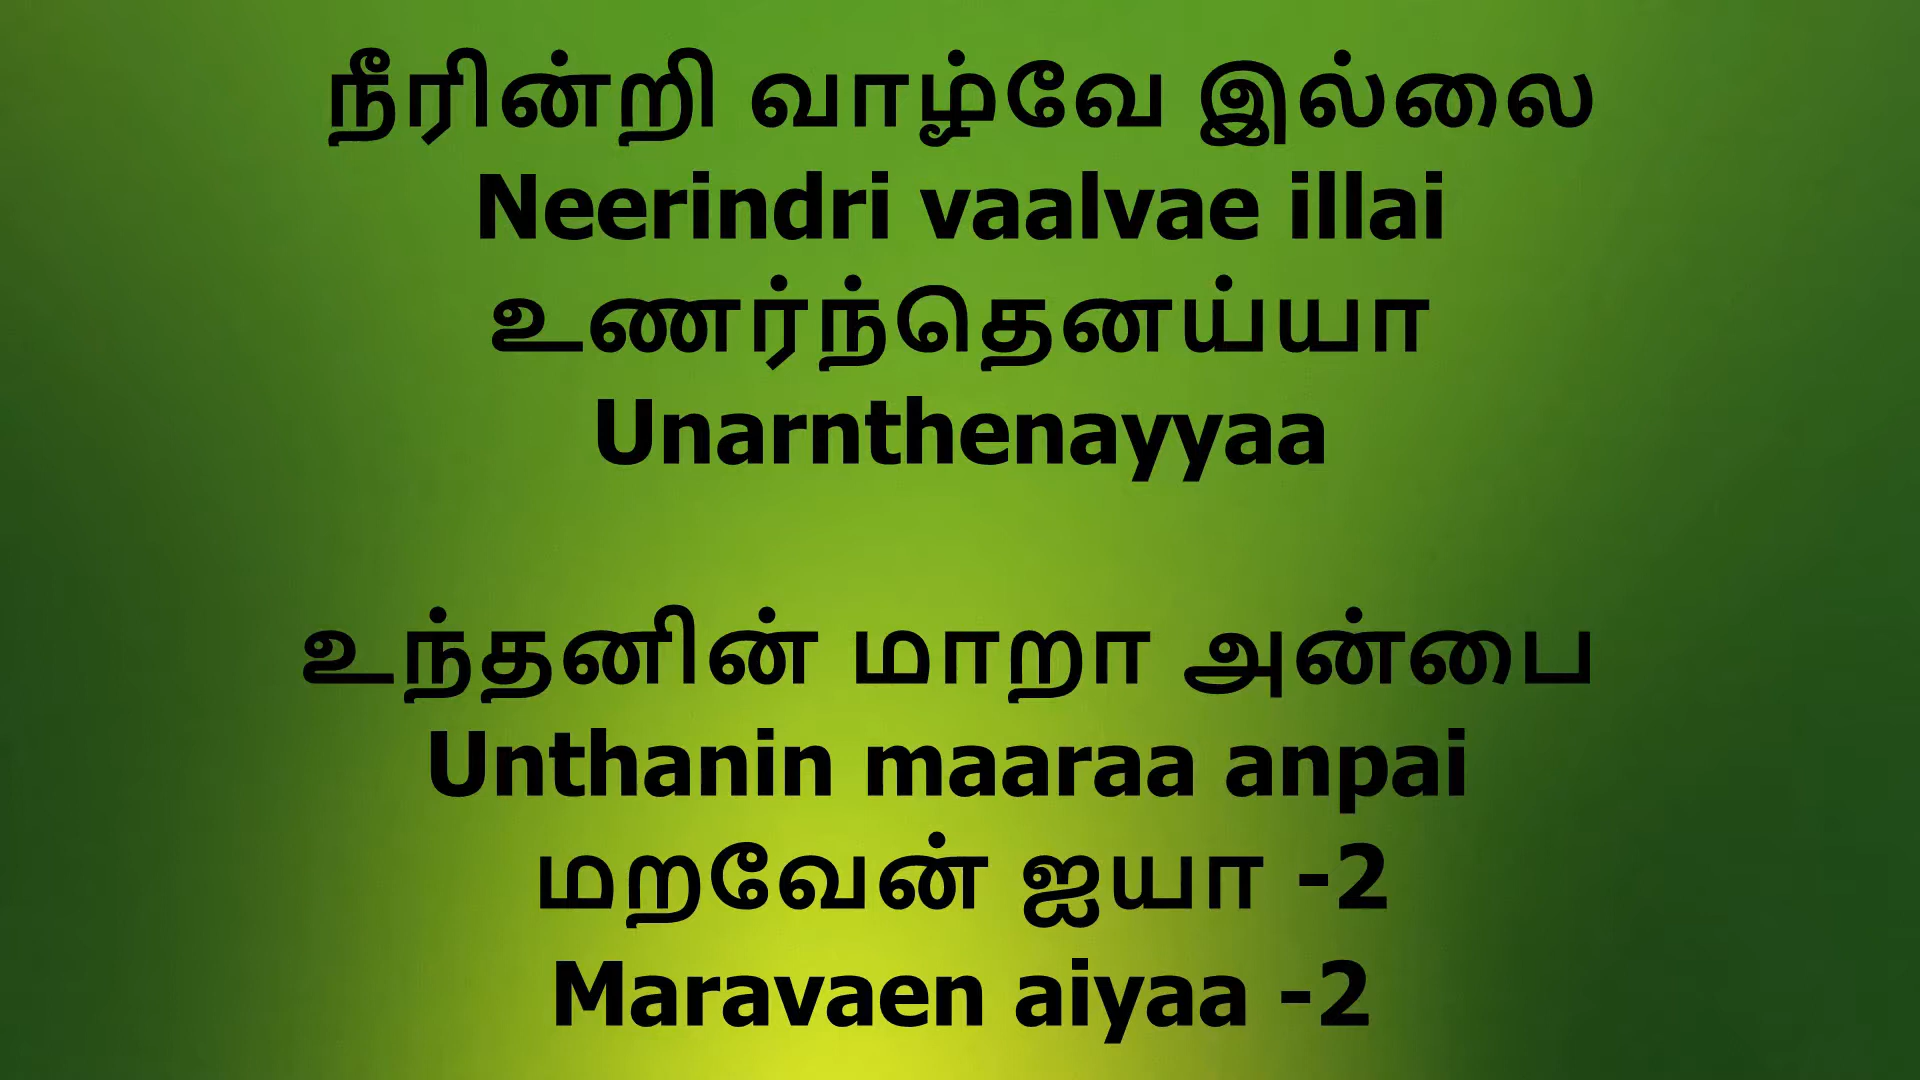 நீரின்றி வாழ்வே இல்லை
Neerindri vaalvae illai
உணர்ந்தெனய்யா
Unarnthenayyaa
உந்தனின் மாறா அன்பை
Unthanin maaraa anpai
மறவேன் ஐயா -2
Maravaen aiyaa -2